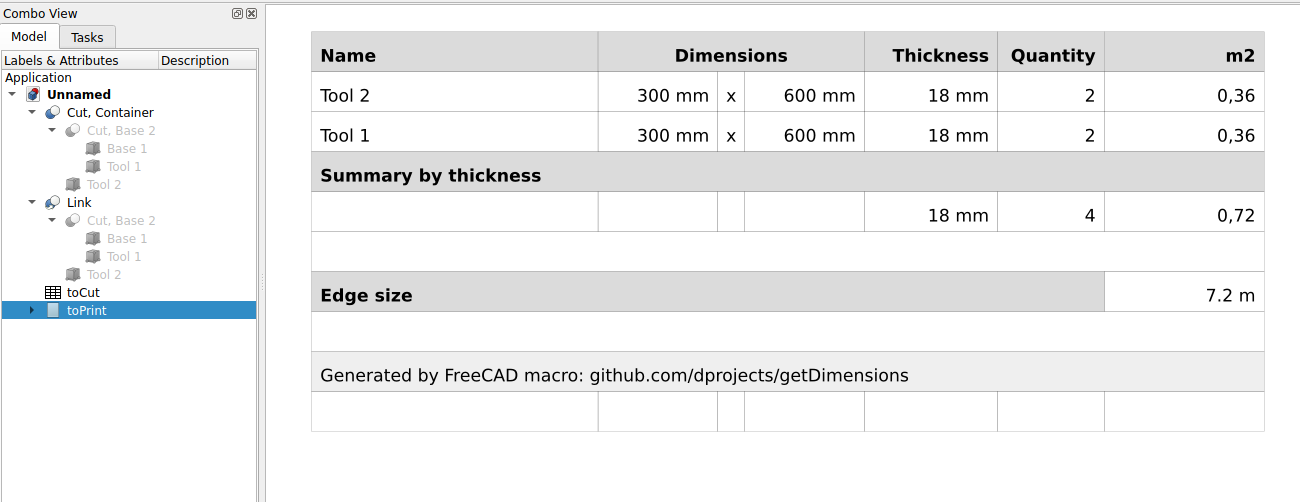 Combo View
Model Tasks
Labels & Attributes Description
Application
Unnamed
Cut, Container
Cut, Base 2
Base 1
Tool 1
Tool 2
Link
Cut, Base 2
Base 1
Tool 1
Tool 2
toCut
toPrint
Name Dimensions Thickness Quantity m2
Tool 2 300 mm x 600 mm 18 mm 2 0,36
Tool 1 300 mm x 600 mm 18 mm 2 0,36
Summary by thickness
18 mm 4 0,72
Edge size 7.2 m
Generated by FreeCAD macro: github.com/dprojects/getDimensions